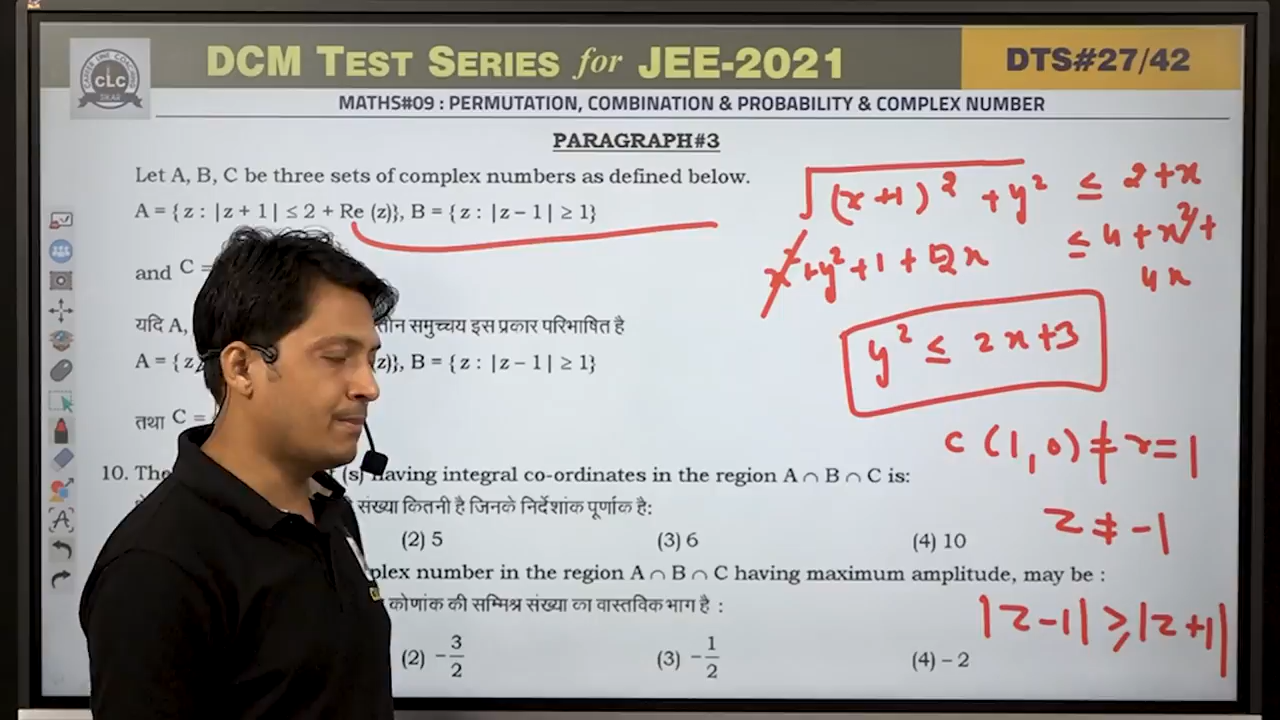 DCM TEST SERIES for JEE-2021
DTS#27/42
CLC
MATHS#09 : PERMUTATION, COMBINATION & PROBABILITY & COMPLEX NUMBER
PARAGRAPH#3
Let A, B, C be three sets of complex numbers as defined below.
A = { z : |z + 1| ≤ 2 + Re (z)}, B = { z : |z – 1| ≥ 1}
and C =
यदि A,
तीन समुच्चय इस प्रकार परिभाषित है
A = { z (z)}, B = { z : |z – 1| ≥ 1}
तथा C =
10. The (s) having integral co-ordinates in the region A ∩ B ∩ C is:
संख्या कितनी है जिनके निर्देशांक पूर्णांक है:
(2) 5 (3) 6 (4) 10
plex number in the region A ∩ B ∩ C having maximum amplitude, may be :
कोणांक की सम्मिश्र संख्या का वास्तविक भाग है :
(2) –3/2 (3) –1/2 (4) – 2
√(x+1)² + y² ≤ 2+x
x² + y² + 1 + 2x ≤ 4 + x² + 4x
y² ≤ 2x+3
c (1,0) ≠ r = 1
z ≠ -1
|z-1| ≥ |z+1|